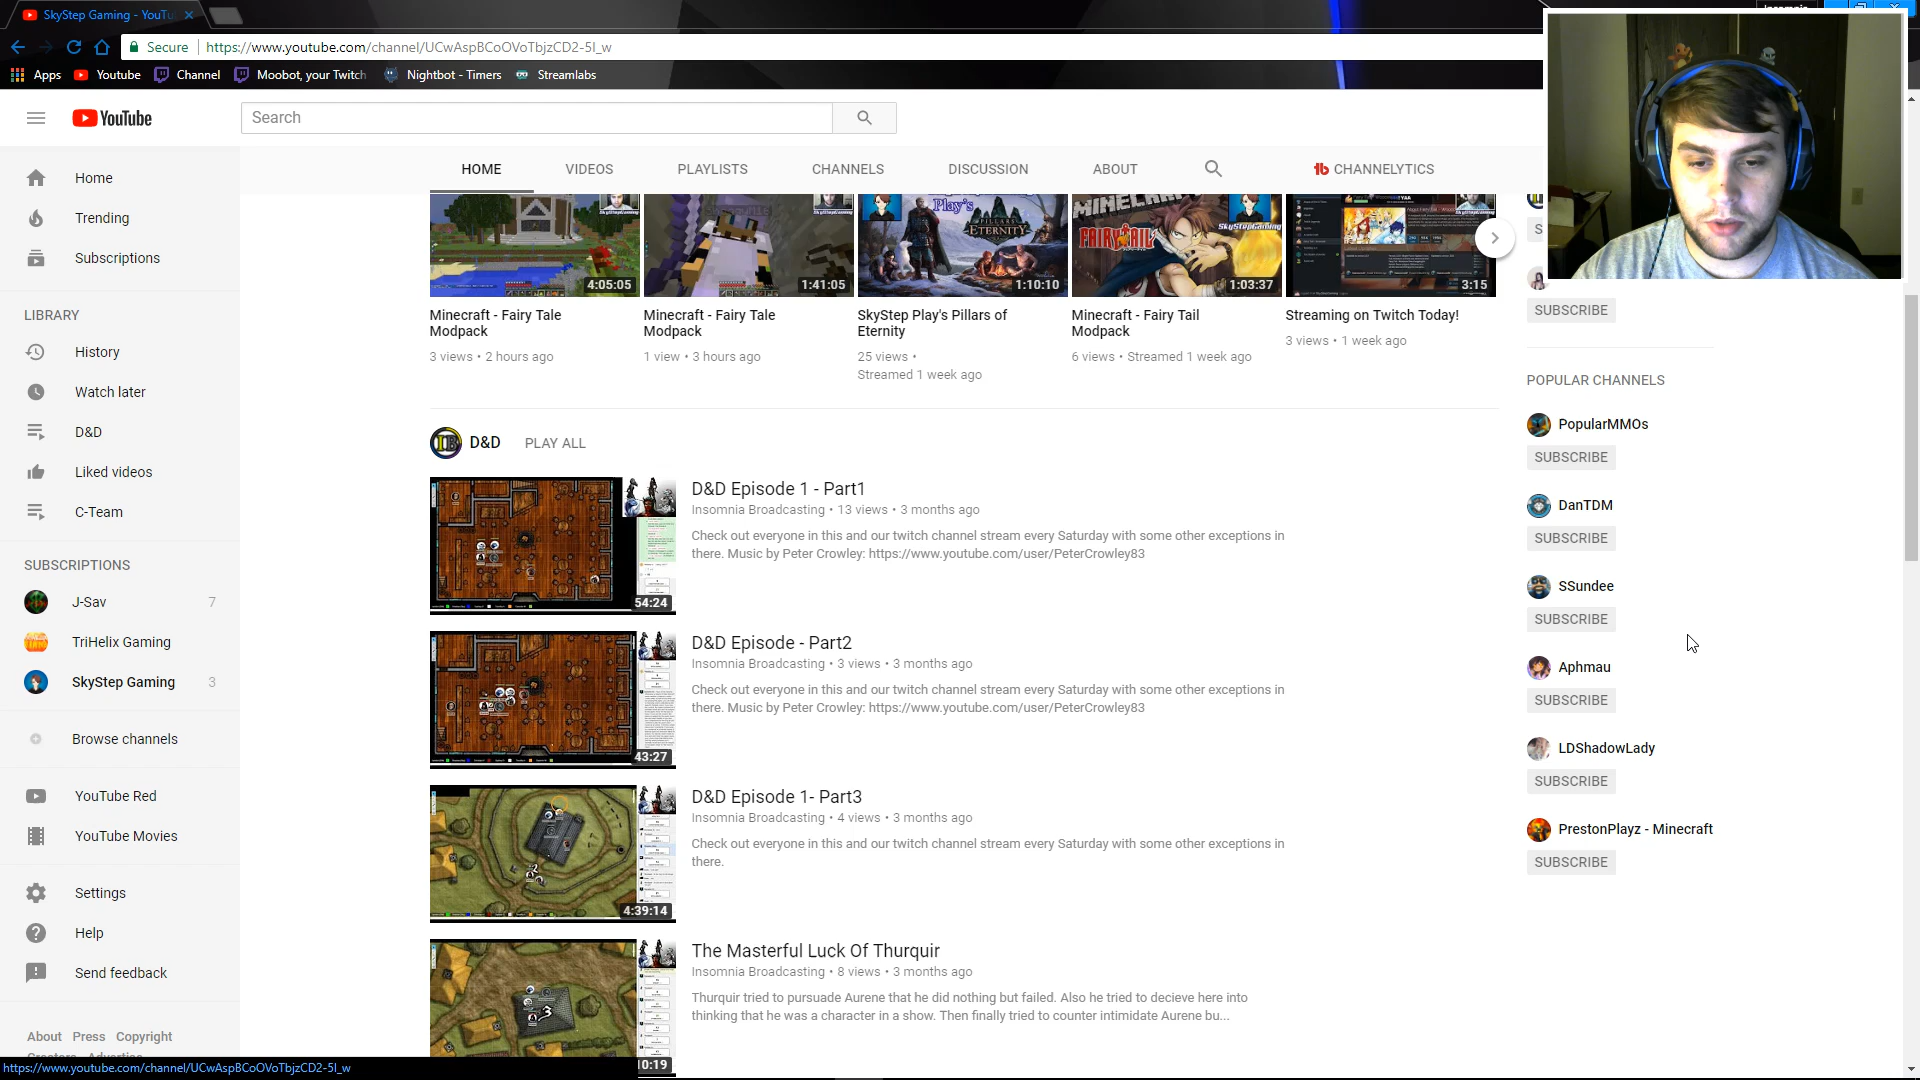 SkyStep Gaming - YouTu
Secure
https://www.youtube.com/channel/UCwAspBCoOVoTbjzCD2-5I_w
Apps
Youtube
Channel
Moobot, your Twitch
Nightbot - Timers
Streamlabs
YouTube
Search
HOME
VIDEOS
PLAYLISTS
CHANNELS
DISCUSSION
ABOUT
CHANNELYTICS
Home
Trending
Subscriptions
LIBRARY
History
Watch later
D&D
Liked videos
C-Team
SUBSCRIPTIONS
J-Sav 7
TriHelix Gaming
SkyStep Gaming 3
Browse channels
YouTube Red
YouTube Movies
Settings
Help
Send feedback
About Press Copyright
https://www.youtube.com/channel/UCwAspBCoOVoTbjzCD2-5I_w
4:05:05
Minecraft - Fairy Tale
Modpack
3 views • 2 hours ago
1:41:05
Minecraft - Fairy Tale
Modpack
1 view • 3 hours ago
Play's
PILLARS
ETERNITY
1:10:10
SkyStep Play's Pillars of
Eternity
25 views •
Streamed 1 week ago
MINECRAFT
FAIRY TAIL
SkyStepGaming
1:03:37
Minecraft - Fairy Tail
Modpack
6 views • Streamed 1 week ago
3:15
Streaming on Twitch Today!
3 views • 1 week ago
D&D PLAY ALL
54:24
D&D Episode 1 - Part1
Insomnia Broadcasting • 13 views • 3 months ago
Check out everyone in this and our twitch channel stream every Saturday with some other exceptions in
there. Music by Peter Crowley: https://www.youtube.com/user/PeterCrowley83
43:27
D&D Episode - Part2
Insomnia Broadcasting • 3 views • 3 months ago
Check out everyone in this and our twitch channel stream every Saturday with some other exceptions in
there. Music by Peter Crowley: https://www.youtube.com/user/PeterCrowley83
4:39:14
D&D Episode 1- Part3
Insomnia Broadcasting • 4 views • 3 months ago
Check out everyone in this and our twitch channel stream every Saturday with some other exceptions in
there.
10:19
The Masterful Luck Of Thurquir
Insomnia Broadcasting • 8 views • 3 months ago
Thurquir tried to pursuade Aurene that he did nothing but failed. Also he tried to decieve here into
thinking that he was a character in a show. Then finally tried to counter intimidate Aurene bu...
SUBSCRIBE
POPULAR CHANNELS
PopularMMOs
SUBSCRIBE
DanTDM
SUBSCRIBE
SSundee
SUBSCRIBE
Aphmau
SUBSCRIBE
LDShadowLady
SUBSCRIBE
PrestonPlayz - Minecraft
SUBSCRIBE